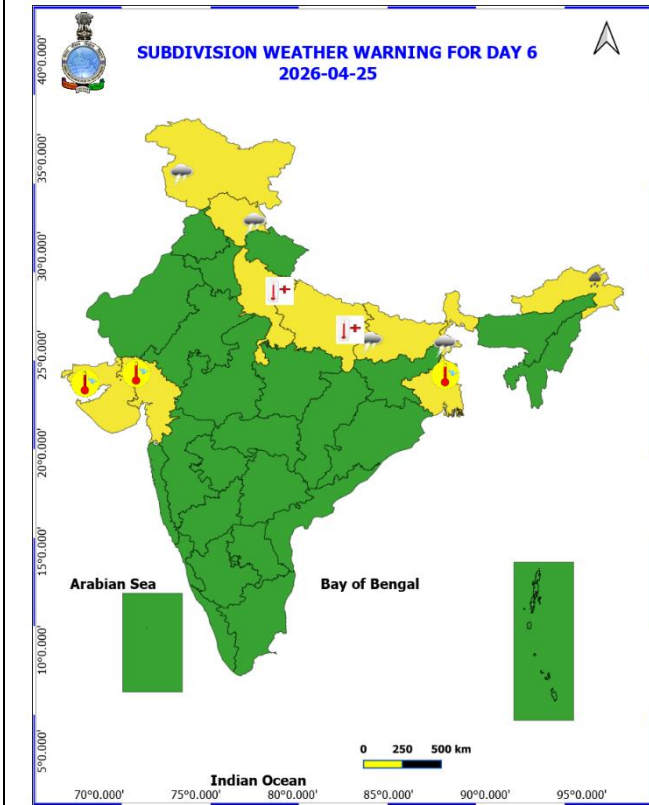 SUBDIVISION WEATHER WARNING FOR DAY 6
2026-04-25
40°0.000'
35°0.000'
30°0.000'
25°0.000'
20°0.000'
15°0.000'
10°0.000'
5°0.000'
Arabian Sea
Bay of Bengal
0 250 500 km
Indian Ocean
70°0.000' 75°0.000' 80°0.000' 85°0.000' 90°0.000' 95°0.000'